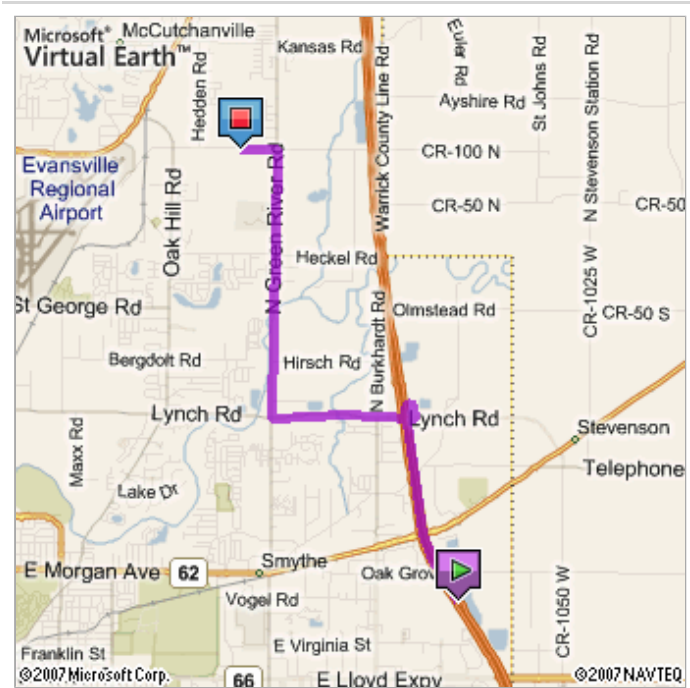 McCutchanville
Microsoft®
Virtual Earth™
Kansas Rd
Euler Rd
St Johns Rd
N Stevenson Station Rd
Hedden Rd
Warrick County Line Rd
Ayshire Rd
CR-100 N
Evansville
Regional
Airport
Oak Hill Rd
N Green River Rd
CR-50 N
CR-50
Heckel Rd
CR-1025 W
St George Rd
Olmstead Rd
CR-50 S
N Burkhardt Rd
Bergdolt Rd
Hirsch Rd
Lynch Rd
Lynch Rd
Stevenson
Maxx Rd
Telephone
Lake Dr
E Morgan Ave
62
Smythe
Oak Grov
Vogel Rd
CR-1050 W
E Virginia St
Franklin St
©2007 Microsoft Corp.
66
E Lloyd Expy
©2007 NAVTEQ